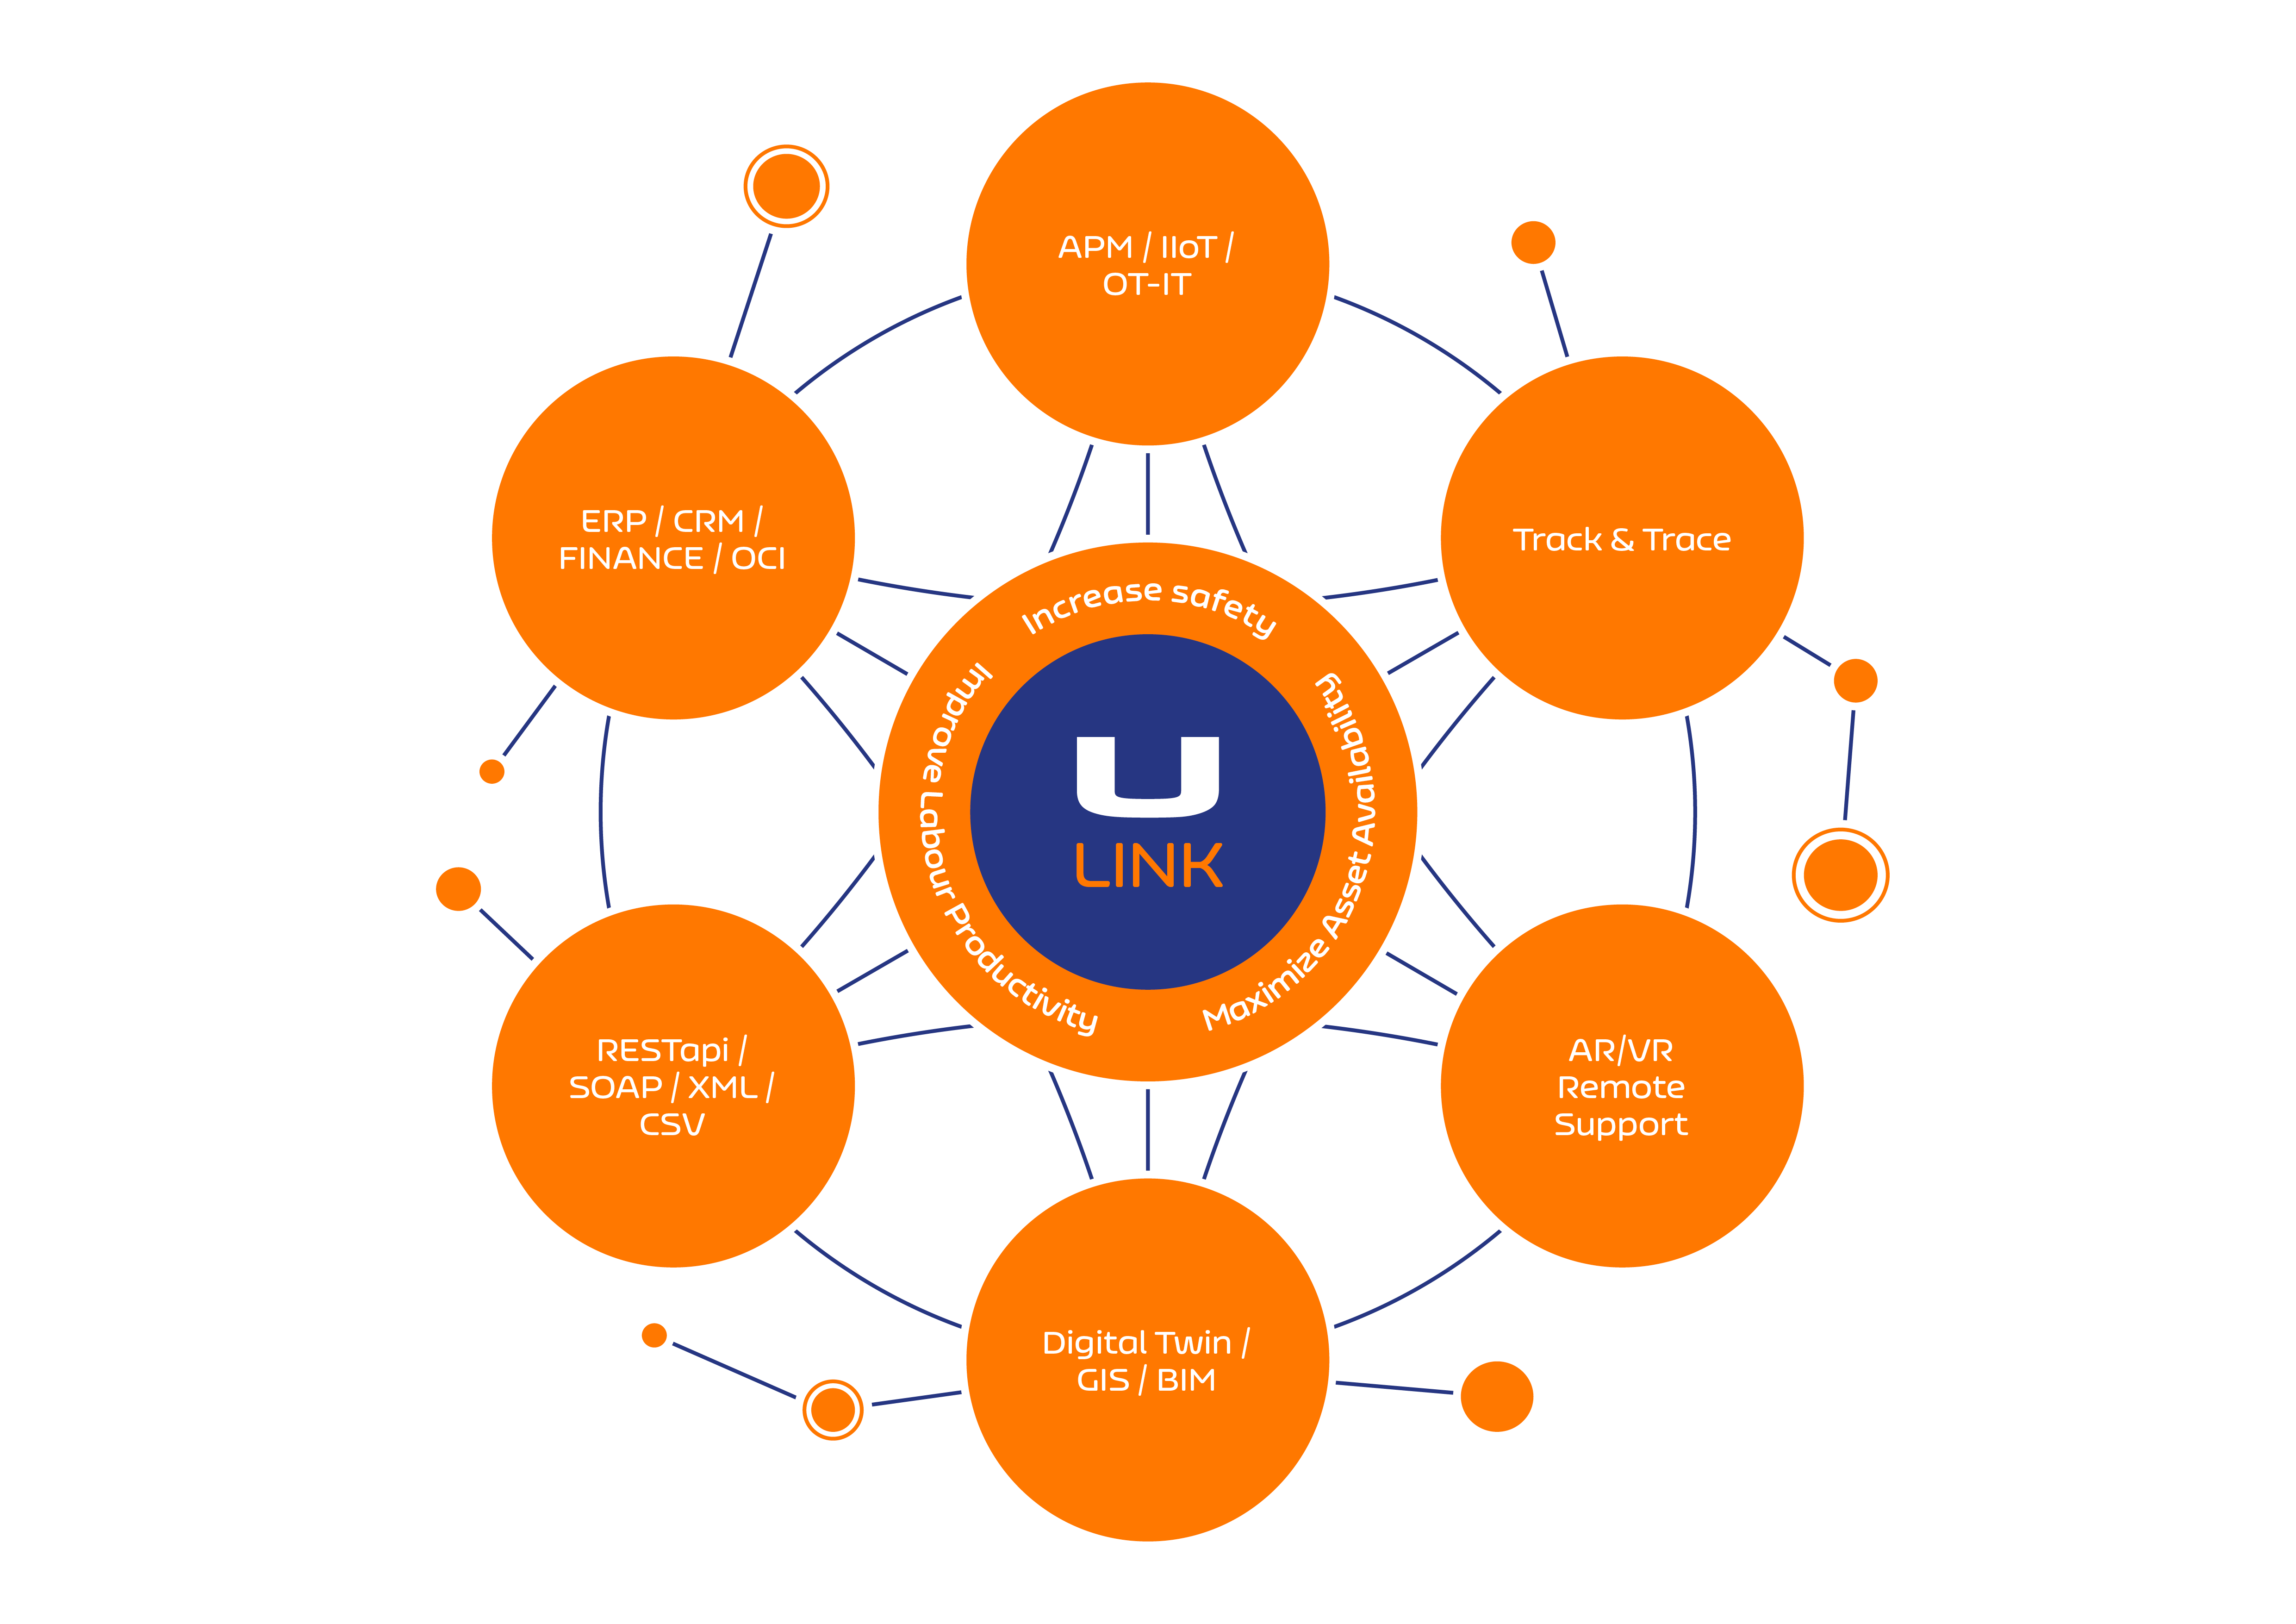 APM / IIoT /
OT-IT
ERP / CRM /
FINANCE / OCI
Track & Trace
Increase safety
Improve Labour Productivity
Maximize Asset Availability
U
LINK
RESTapi /
SOAP / XML /
CSV
AR/VR
Remote
Support
Digital Twin /
GIS / BIM